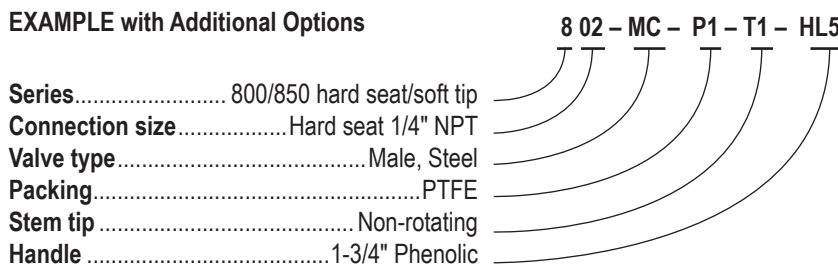 EXAMPLE with Additional Options
8 02 – MC – P1 – T1 – HL5
Series.......................... 800/850 hard seat/soft tip
Connection size..................Hard seat 1/4" NPT
Valve type.....................................Male, Steel
Packing.....................................................PTFE
Stem tip ......................................... Non-rotating
Handle .......................................1-3/4" Phenolic